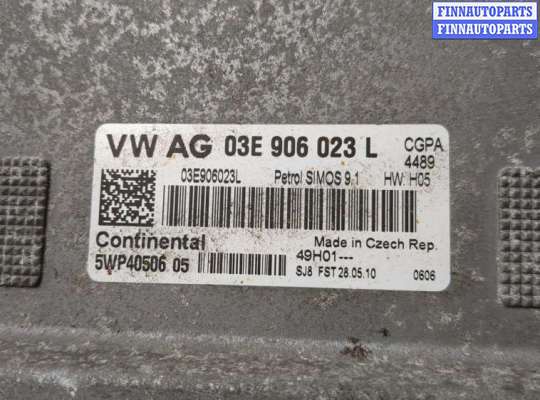 FINNAUTOPARTS
FINNAUTOPARTS
VW AG 03E 906 023 L CGPA
4489
03E906023L Petrol SIMOS 9.1 HW: H05
Continental Made in Czech Rep.
5WP40506 05 49H01---
SJ8 FST 28.05.10 0606